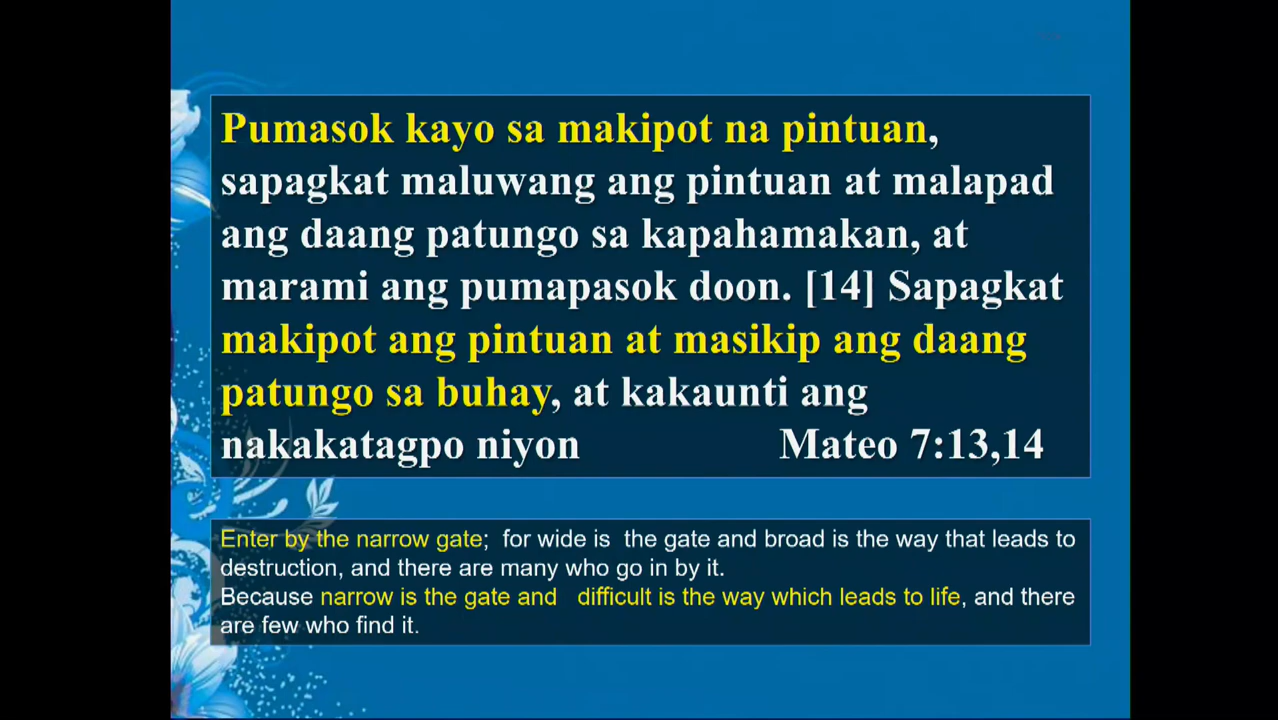 Pumasok kayo sa makipot na pintuan,
sapagkat maluwang ang pintuan at malapad
ang daang patungo sa kapahamakan, at
marami ang pumapasok doon. [14] Sapagkat
makipot ang pintuan at masikip ang daang
patungo sa buhay, at kakaunti ang
nakakatagpo niyon Mateo 7:13,14
Enter by the narrow gate; for wide is the gate and broad is the way that leads to
destruction, and there are many who go in by it.
Because narrow is the gate and difficult is the way which leads to life, and there
are few who find it.